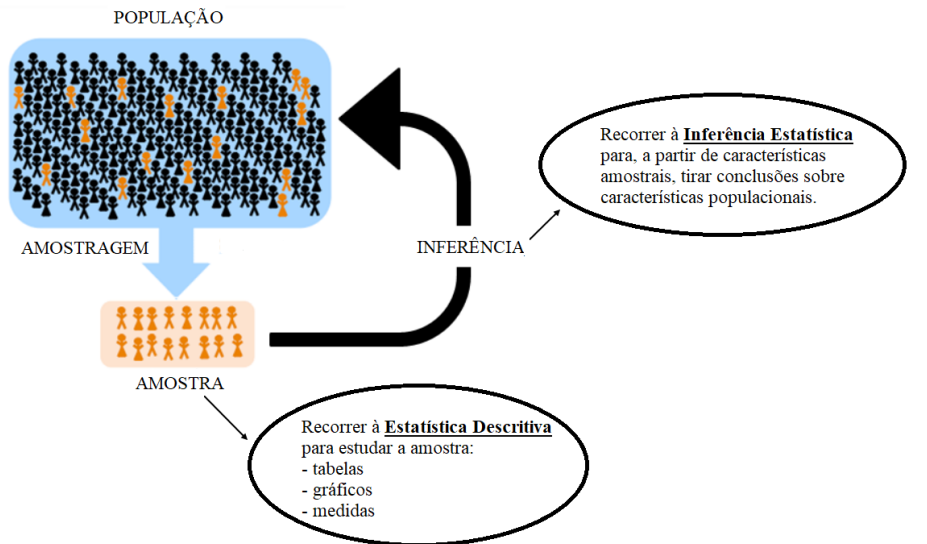 POPULAÇÃO
Recorrer à Inferência Estatística
para, a partir de características
amostrais, tirar conclusões sobre
características populacionais.
AMOSTRAGEM
INFERÊNCIA
AMOSTRA
Recorrer à Estatística Descritiva
para estudar a amostra:
- tabelas
- gráficos
- medidas